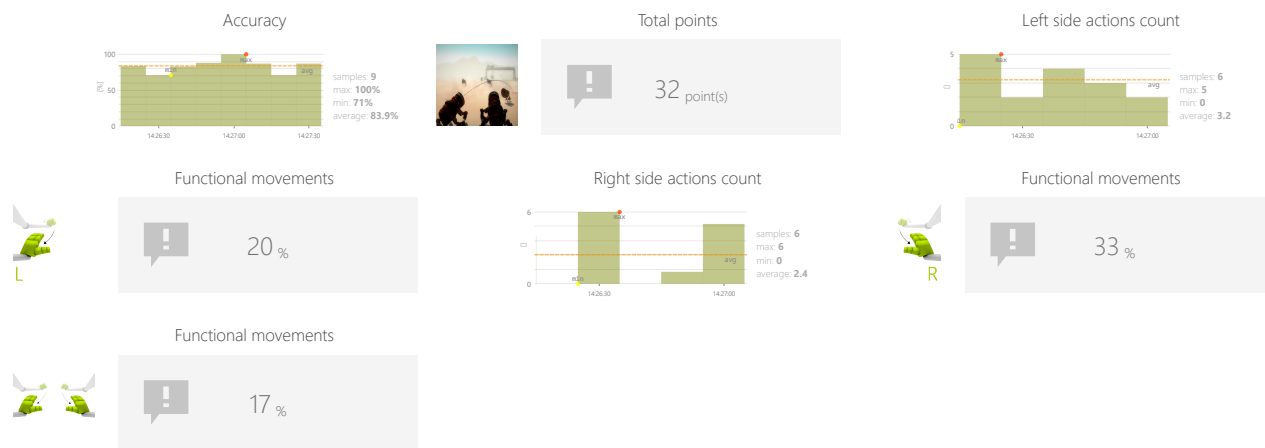 Accuracy
100
50
0
[%]
min
max
avg
14:26:30
14:27:00
14:27:30
samples: 9
max: 100%
min: 71%
average: 83.9%
Total points
32 point(s)
Left side actions count
5
0
[]
max
avg
14:26:30
14:27:00
samples: 6
max: 5
min: 0
average: 3.2
Functional movements
L
20 %
Right side actions count
6
0
[]
min
max
avg
14:26:30
14:27:00
samples: 6
max: 6
min: 0
average: 2.4
Functional movements
R
33 %
Functional movements
17 %